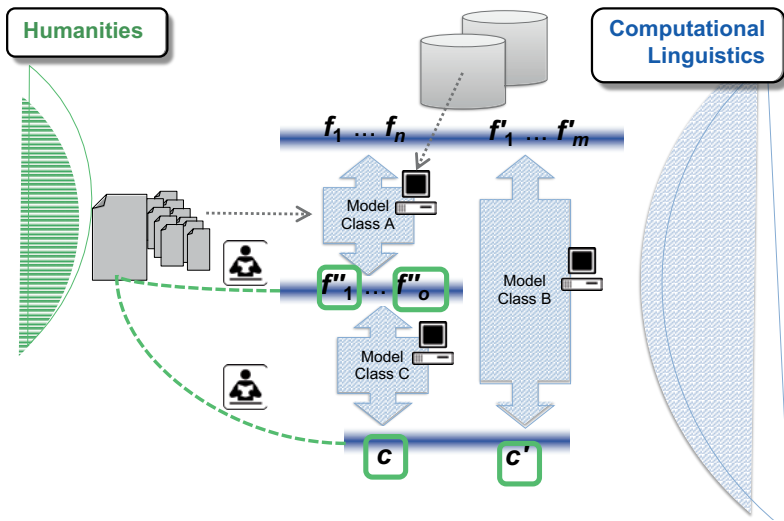 Humanities
Computational
Linguistics
f1 ... fn
f'1 ... f'm
Model
Class A
f''1 ... f''o
Model
Class B
Model
Class C
c
c'